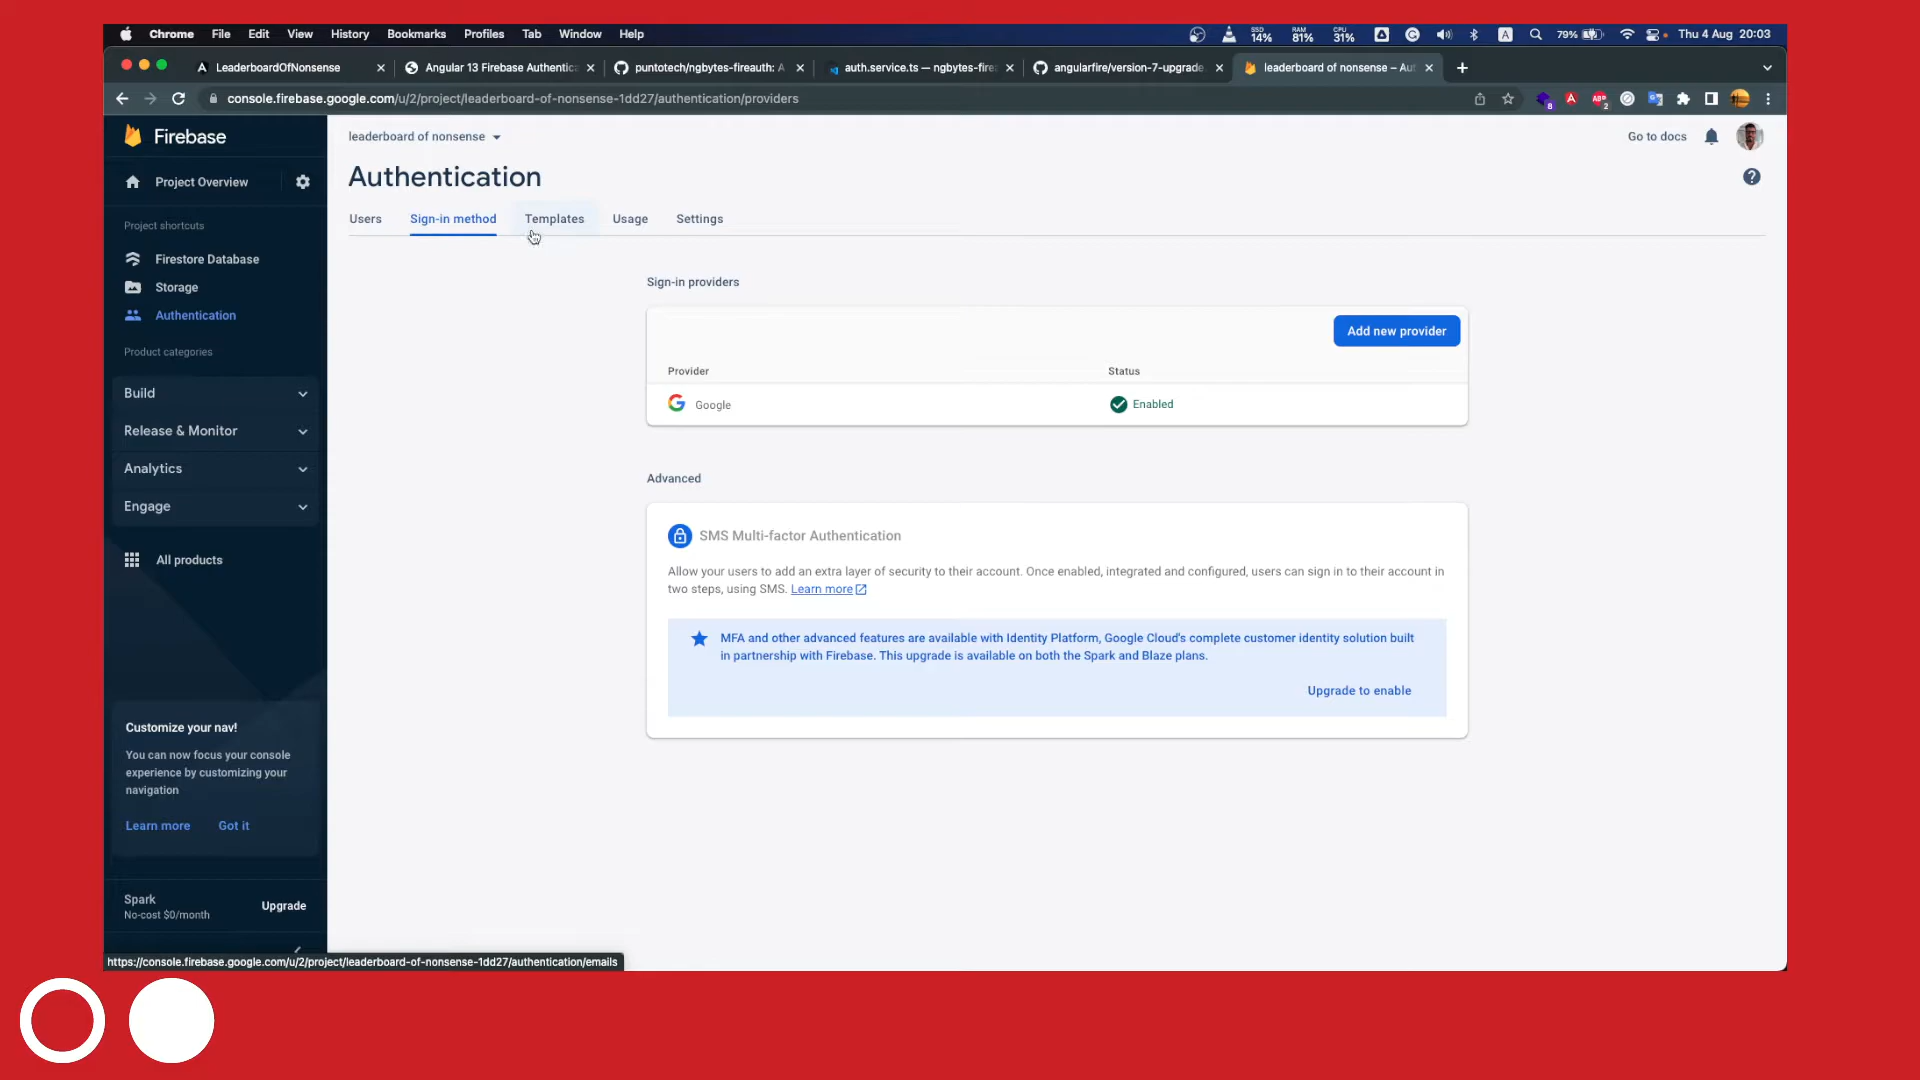 Chrome File Edit View History Bookmarks Profiles Tab Window Help
SSD 14% RAM 81% CPU 31% A 79% Thu 4 Aug 20:03
LeaderboardOfNonsense
Angular 13 Firebase Authentica
puntotech/ngbytes-fireauth: A
auth.service.ts — ngbytes-fire
angularfire/version-7-upgrade
leaderboard of nonsense – Aut
console.firebase.google.com/u/2/project/leaderboard-of-nonsense-1dd27/authentication/providers
Firebase
Project Overview
Project shortcuts
Firestore Database
Storage
Authentication
Product categories
Build
Release & Monitor
Analytics
Engage
All products
Customize your nav!
You can now focus your console
experience by customizing your
navigation
Learn more Got it
Spark
No-cost $0/month
Upgrade
leaderboard of nonsense
Go to docs
Authentication
Users Sign-in method Templates Usage Settings
Sign-in providers
Add new provider
Provider Status
Google Enabled
Advanced
SMS Multi-factor Authentication
Allow your users to add an extra layer of security to their account. Once enabled, integrated and configured, users can sign in to their account in
two steps, using SMS. Learn more
MFA and other advanced features are available with Identity Platform, Google Cloud's complete customer identity solution built
in partnership with Firebase. This upgrade is available on both the Spark and Blaze plans.
Upgrade to enable
https://console.firebase.google.com/u/2/project/leaderboard-of-nonsense-1dd27/authentication/emails